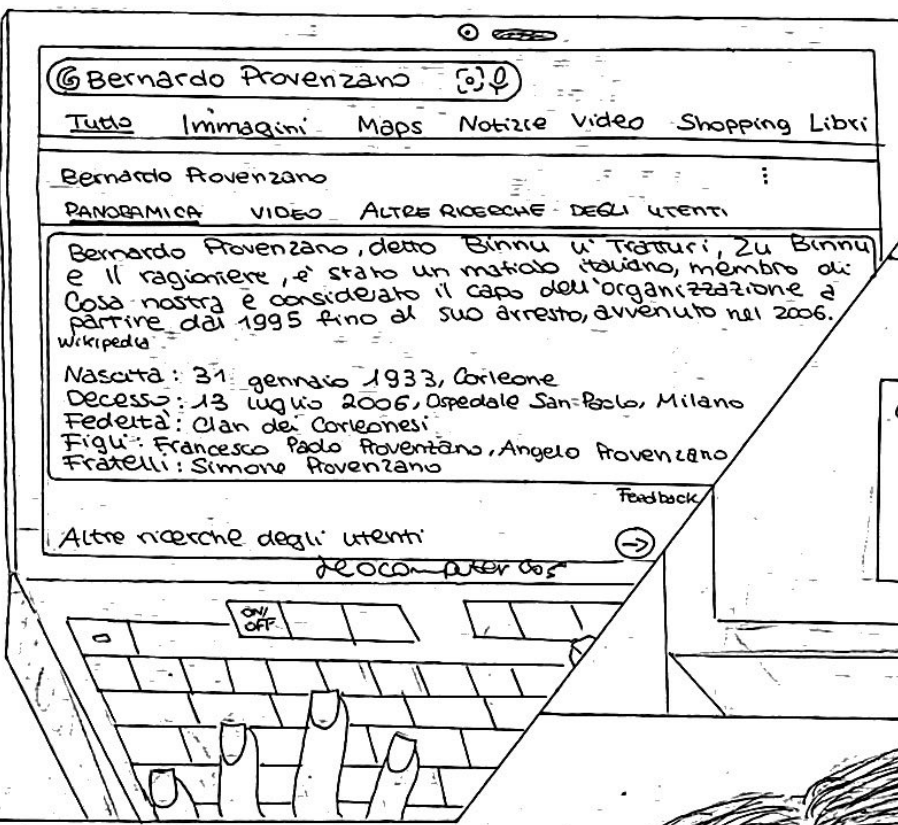 Bernardo Provenzano
Tutto Immagini Maps Notizie Video Shopping Libri
Bernardo Provenzano
PANORAMICA VIDEO ALTRE RICERCHE DEGLI UTENTI
Bernardo Provenzano, detto Binnu u' Tratturi, Zu Binnu
e Il ragioniere, e' stato un mafioso italiano, membro di
Cosa nostra e considerato il capo dell'organizzazione a
partire dal 1995 fino al suo arresto, avvenuto nel 2006.
Wikipedia
Nascita: 31 gennaio 1933, Corleone
Decesso: 13 luglio 2006, Ospedale San Paolo, Milano
Fedeltà: Clan dei Corleonesi
Figli: Francesco Paolo Provenzano, Angelo Provenzano
Fratelli: Simone Provenzano
Feedback
Altre ricerche degli utenti
ON/
OFF